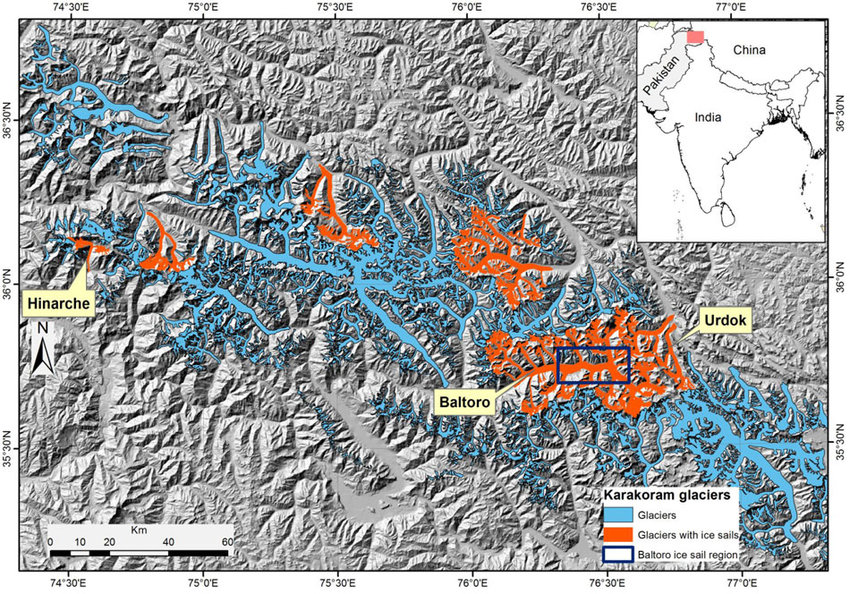 74°30'E 75°0'E 75°30'E 76°0'E 76°30'E 77°0'E
36°30'N
36°0'N
35°30'N
China
Pakistan
India
36°30'N
36°0'N
35°30'N
Hinarche
Urdok
Baltoro
N
Km
0 10 20 40 60
Karakoram glaciers
Glaciers
Glaciers with ice sails
Baltoro ice sail region
74°30'E 75°0'E 75°30'E 76°0'E 76°30'E 77°0'E